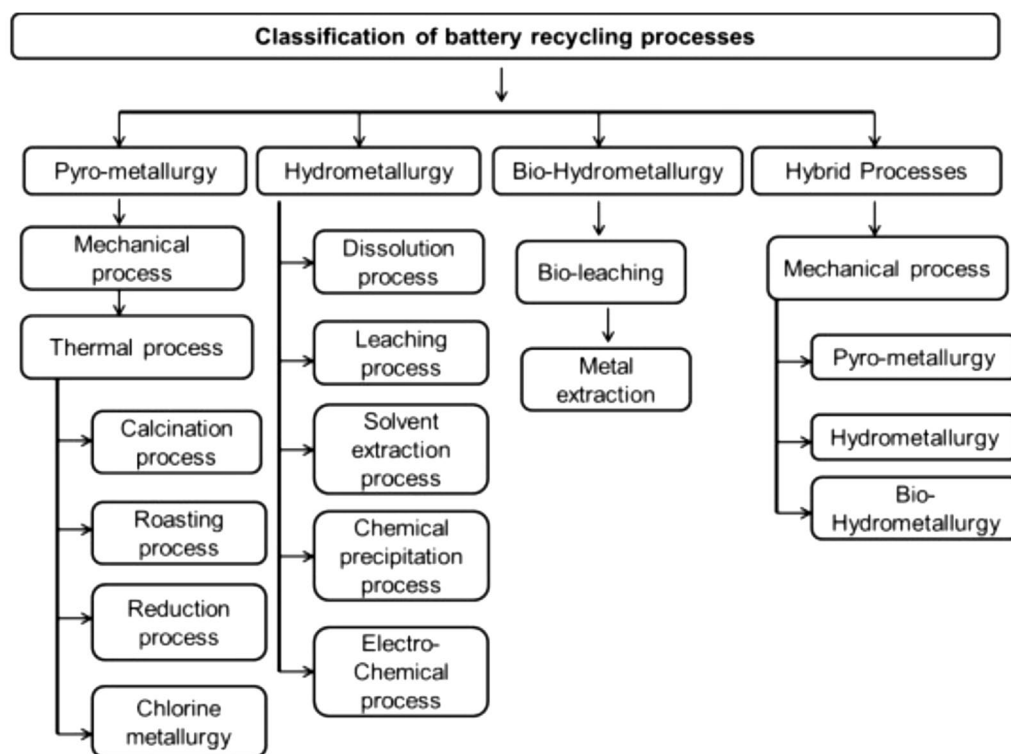 Classification of battery recycling processes
Pyro-metallurgy
Mechanical
process
Thermal process
Calcination
process
Roasting
process
Reduction
process
Chlorine
metallurgy
Hydrometallurgy
Dissolution
process
Leaching
process
Solvent
extraction
process
Chemical
precipitation
process
Electro-
Chemical
process
Bio-Hydrometallurgy
Bio-leaching
Metal
extraction
Hybrid Processes
Mechanical process
Pyro-metallurgy
Hydrometallurgy
Bio-
Hydrometallurgy